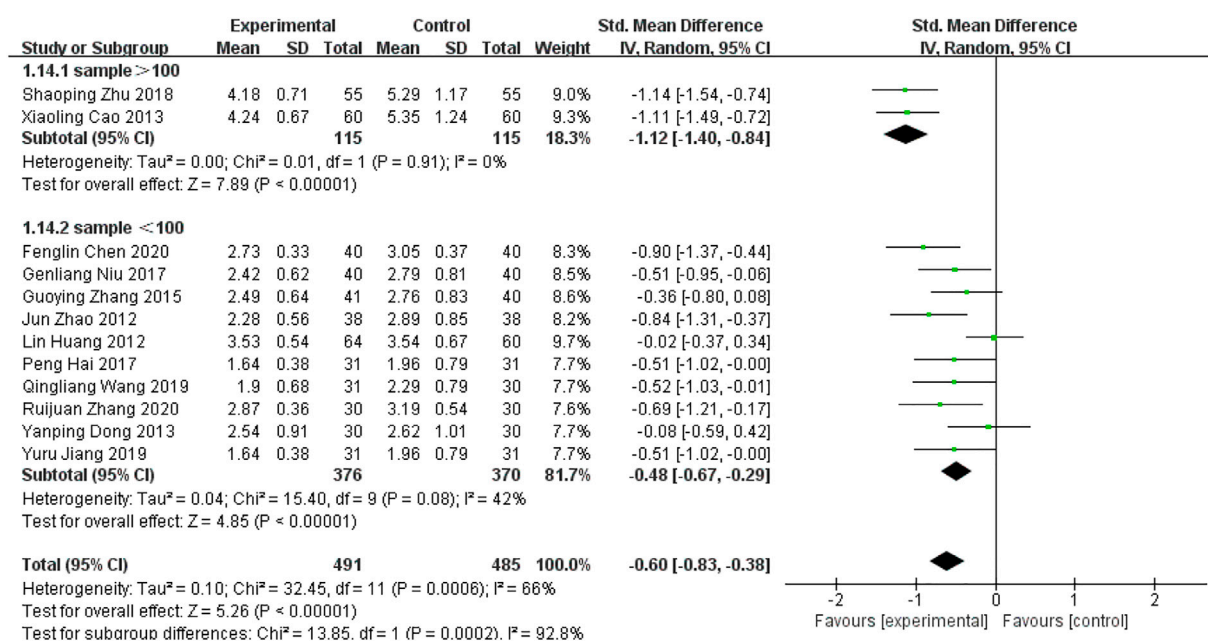 Experimental Control Std. Mean Difference Std. Mean Difference
Study or Subgroup Mean SD Total Mean SD Total Weight IV, Random, 95% CI IV, Random, 95% CI
1.14.1 sample＞100
Shaoping Zhu 2018 4.18 0.71 55 5.29 1.17 55 9.0% -1.14 [-1.54, -0.74]
Xiaoling Cao 2013 4.24 0.67 60 5.35 1.24 60 9.3% -1.11 [-1.49, -0.72]
Subtotal (95% CI) 115 115 18.3% -1.12 [-1.40, -0.84]
Heterogeneity: Tau² = 0.00; Chi² = 0.01, df = 1 (P = 0.91); I² = 0%
Test for overall effect: Z = 7.89 (P < 0.00001)
1.14.2 sample ＜100
Fenglin Chen 2020 2.73 0.33 40 3.05 0.37 40 8.3% -0.90 [-1.37, -0.44]
Genliang Niu 2017 2.42 0.62 40 2.79 0.81 40 8.5% -0.51 [-0.95, -0.06]
Guoying Zhang 2015 2.49 0.64 41 2.76 0.83 40 8.6% -0.36 [-0.80, 0.08]
Jun Zhao 2012 2.28 0.56 38 2.89 0.85 38 8.2% -0.84 [-1.31, -0.37]
Lin Huang 2012 3.53 0.54 64 3.54 0.67 60 9.7% -0.02 [-0.37, 0.34]
Peng Hai 2017 1.64 0.38 31 1.96 0.79 31 7.7% -0.51 [-1.02, -0.00]
Qingliang Wang 2019 1.9 0.68 31 2.29 0.79 30 7.7% -0.52 [-1.03, -0.01]
Ruijuan Zhang 2020 2.87 0.36 30 3.19 0.54 30 7.6% -0.69 [-1.21, -0.17]
Yanping Dong 2013 2.54 0.91 30 2.62 1.01 30 7.7% -0.08 [-0.59, 0.42]
Yuru Jiang 2019 1.64 0.38 31 1.96 0.79 31 7.7% -0.51 [-1.02, -0.00]
Subtotal (95% CI) 376 370 81.7% -0.48 [-0.67, -0.29]
Heterogeneity: Tau² = 0.04; Chi² = 15.40, df = 9 (P = 0.08); I² = 42%
Test for overall effect: Z = 4.85 (P < 0.00001)
Total (95% CI) 491 485 100.0% -0.60 [-0.83, -0.38]
Heterogeneity: Tau² = 0.10; Chi² = 32.45, df = 11 (P = 0.0006); I² = 66%
Test for overall effect: Z = 5.26 (P < 0.00001)
Test for subgroup differences: Chi² = 13.85, df = 1 (P = 0.0002), I² = 92.8%
-2 -1 0 1 2
Favours [experimental] Favours [control]